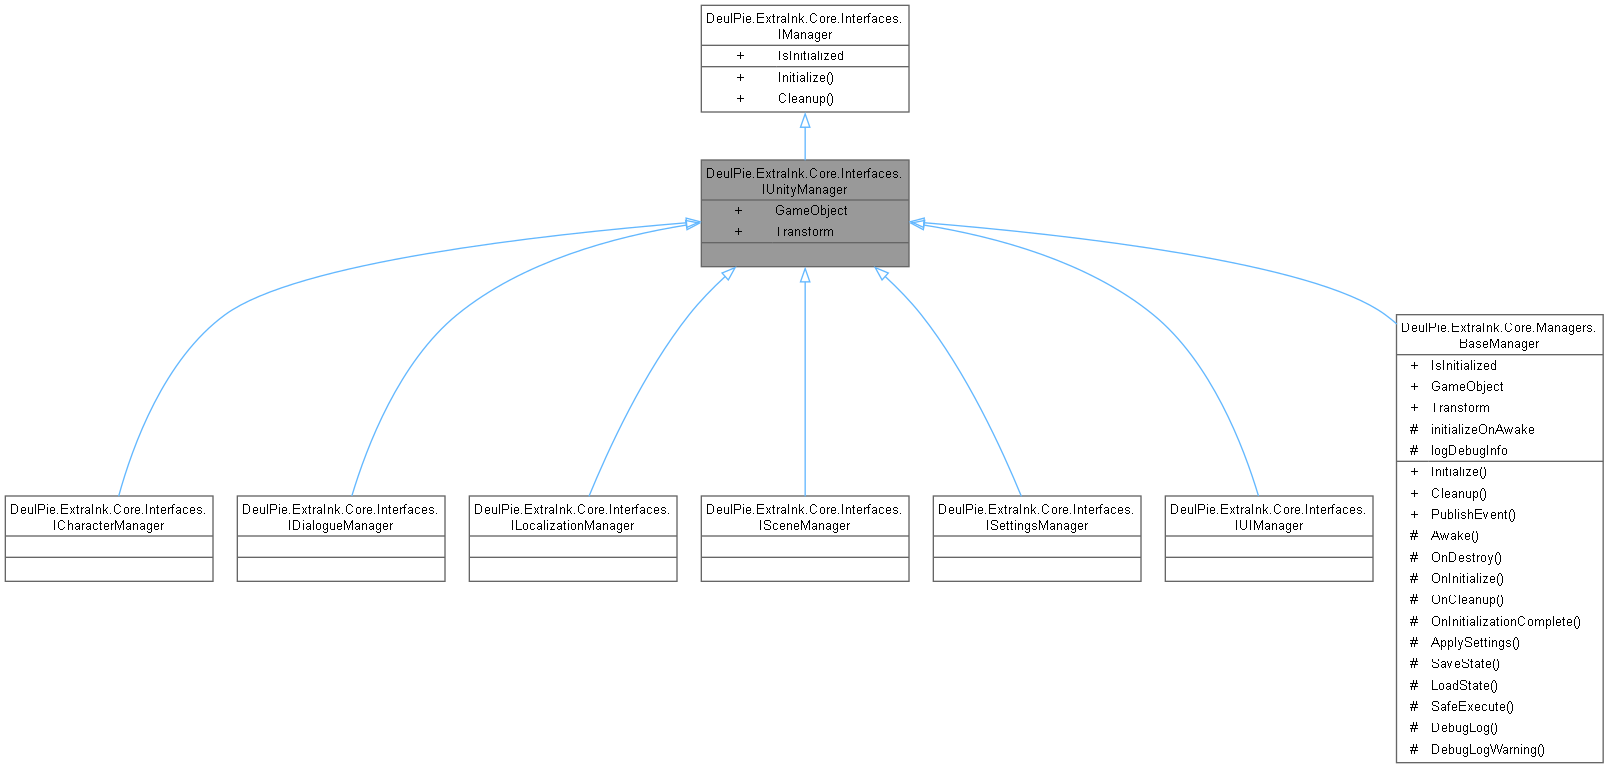 DeulPie.ExtraInk.Core.Interfaces.
IManager
+ IsInitialized
+ Initialize()
+ Cleanup()
DeulPie.ExtraInk.Core.Interfaces.
IUnityManager
+ GameObject
+ Transform
DeulPie.ExtraInk.Core.Interfaces.
ICharacterManager
DeulPie.ExtraInk.Core.Interfaces.
IDialogueManager
DeulPie.ExtraInk.Core.Interfaces.
ILocalizationManager
DeulPie.ExtraInk.Core.Interfaces.
ISceneManager
DeulPie.ExtraInk.Core.Interfaces.
ISettingsManager
DeulPie.ExtraInk.Core.Interfaces.
IUIManager
DeulPie.ExtraInk.Core.Managers.
BaseManager
+ IsInitialized
+ GameObject
+ Transform
# initializeOnAwake
# logDebugInfo
+ Initialize()
+ Cleanup()
+ PublishEvent()
# Awake()
# OnDestroy()
# OnInitialize()
# OnCleanup()
# OnInitializationComplete()
# ApplySettings()
# SaveState()
# LoadState()
# SafeExecute()
# DebugLog()
# DebugLogWarning()